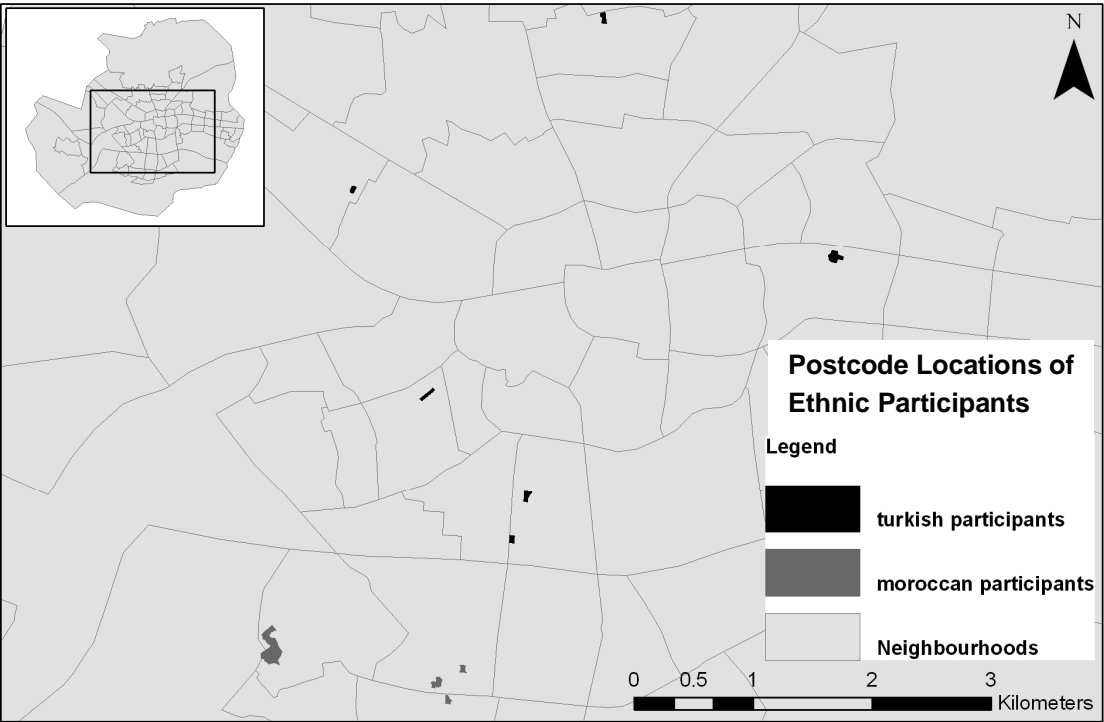 N
Postcode Locations of
Ethnic Participants
Legend
turkish participants
moroccan participants
Neighbourhoods
0 0.5 1 2 3
Kilometers